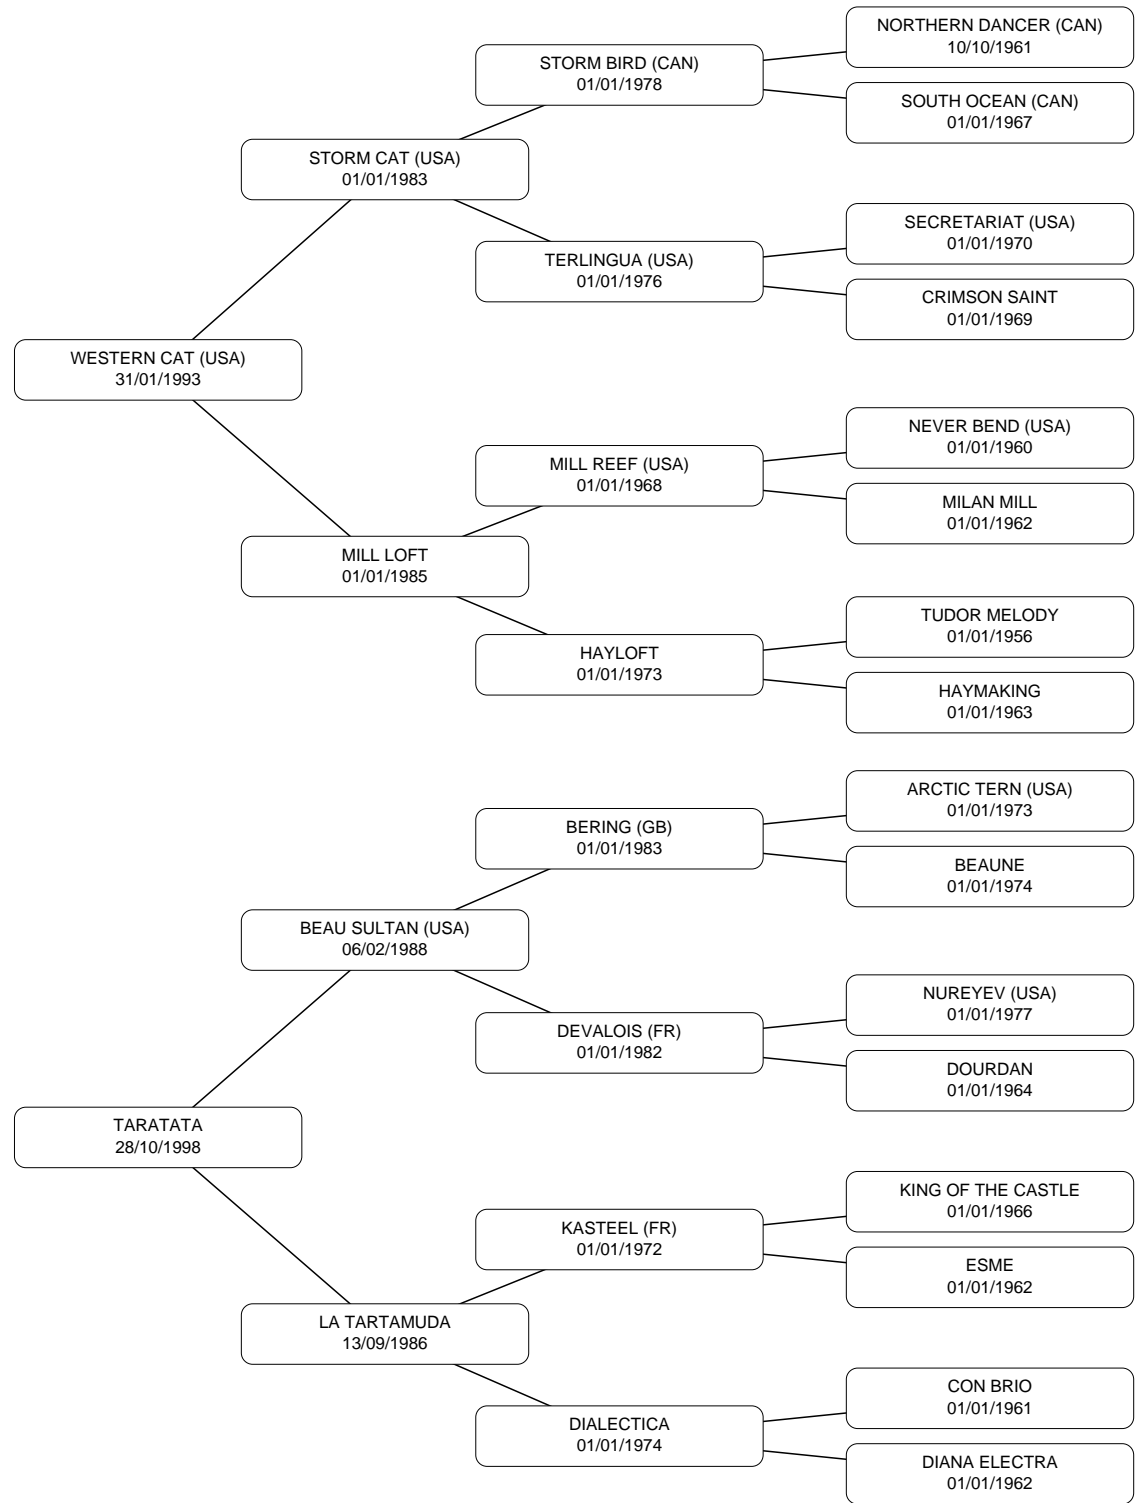 NORTHERN DANCER (CAN)
10/10/1961
STORM BIRD (CAN)
01/01/1978
SOUTH OCEAN (CAN)
01/01/1967
STORM CAT (USA)
01/01/1983
SECRETARIAT (USA)
01/01/1970
TERLINGUA (USA)
01/01/1976
CRIMSON SAINT
01/01/1969
WESTERN CAT (USA)
31/01/1993
NEVER BEND (USA)
01/01/1960
MILL REEF (USA)
01/01/1968
MILAN MILL
01/01/1962
MILL LOFT
01/01/1985
TUDOR MELODY
01/01/1956
HAYLOFT
01/01/1973
HAYMAKING
01/01/1963
ARCTIC TERN (USA)
01/01/1973
BERING (GB)
01/01/1983
BEAUNE
01/01/1974
BEAU SULTAN (USA)
06/02/1988
NUREYEV (USA)
01/01/1977
DEVALOIS (FR)
01/01/1982
DOURDAN
01/01/1964
TARATATA
28/10/1998
KING OF THE CASTLE
01/01/1966
KASTEEL (FR)
01/01/1972
ESME
01/01/1962
LA TARTAMUDA
13/09/1986
CON BRIO
01/01/1961
DIALECTICA
01/01/1974
DIANA ELECTRA
01/01/1962